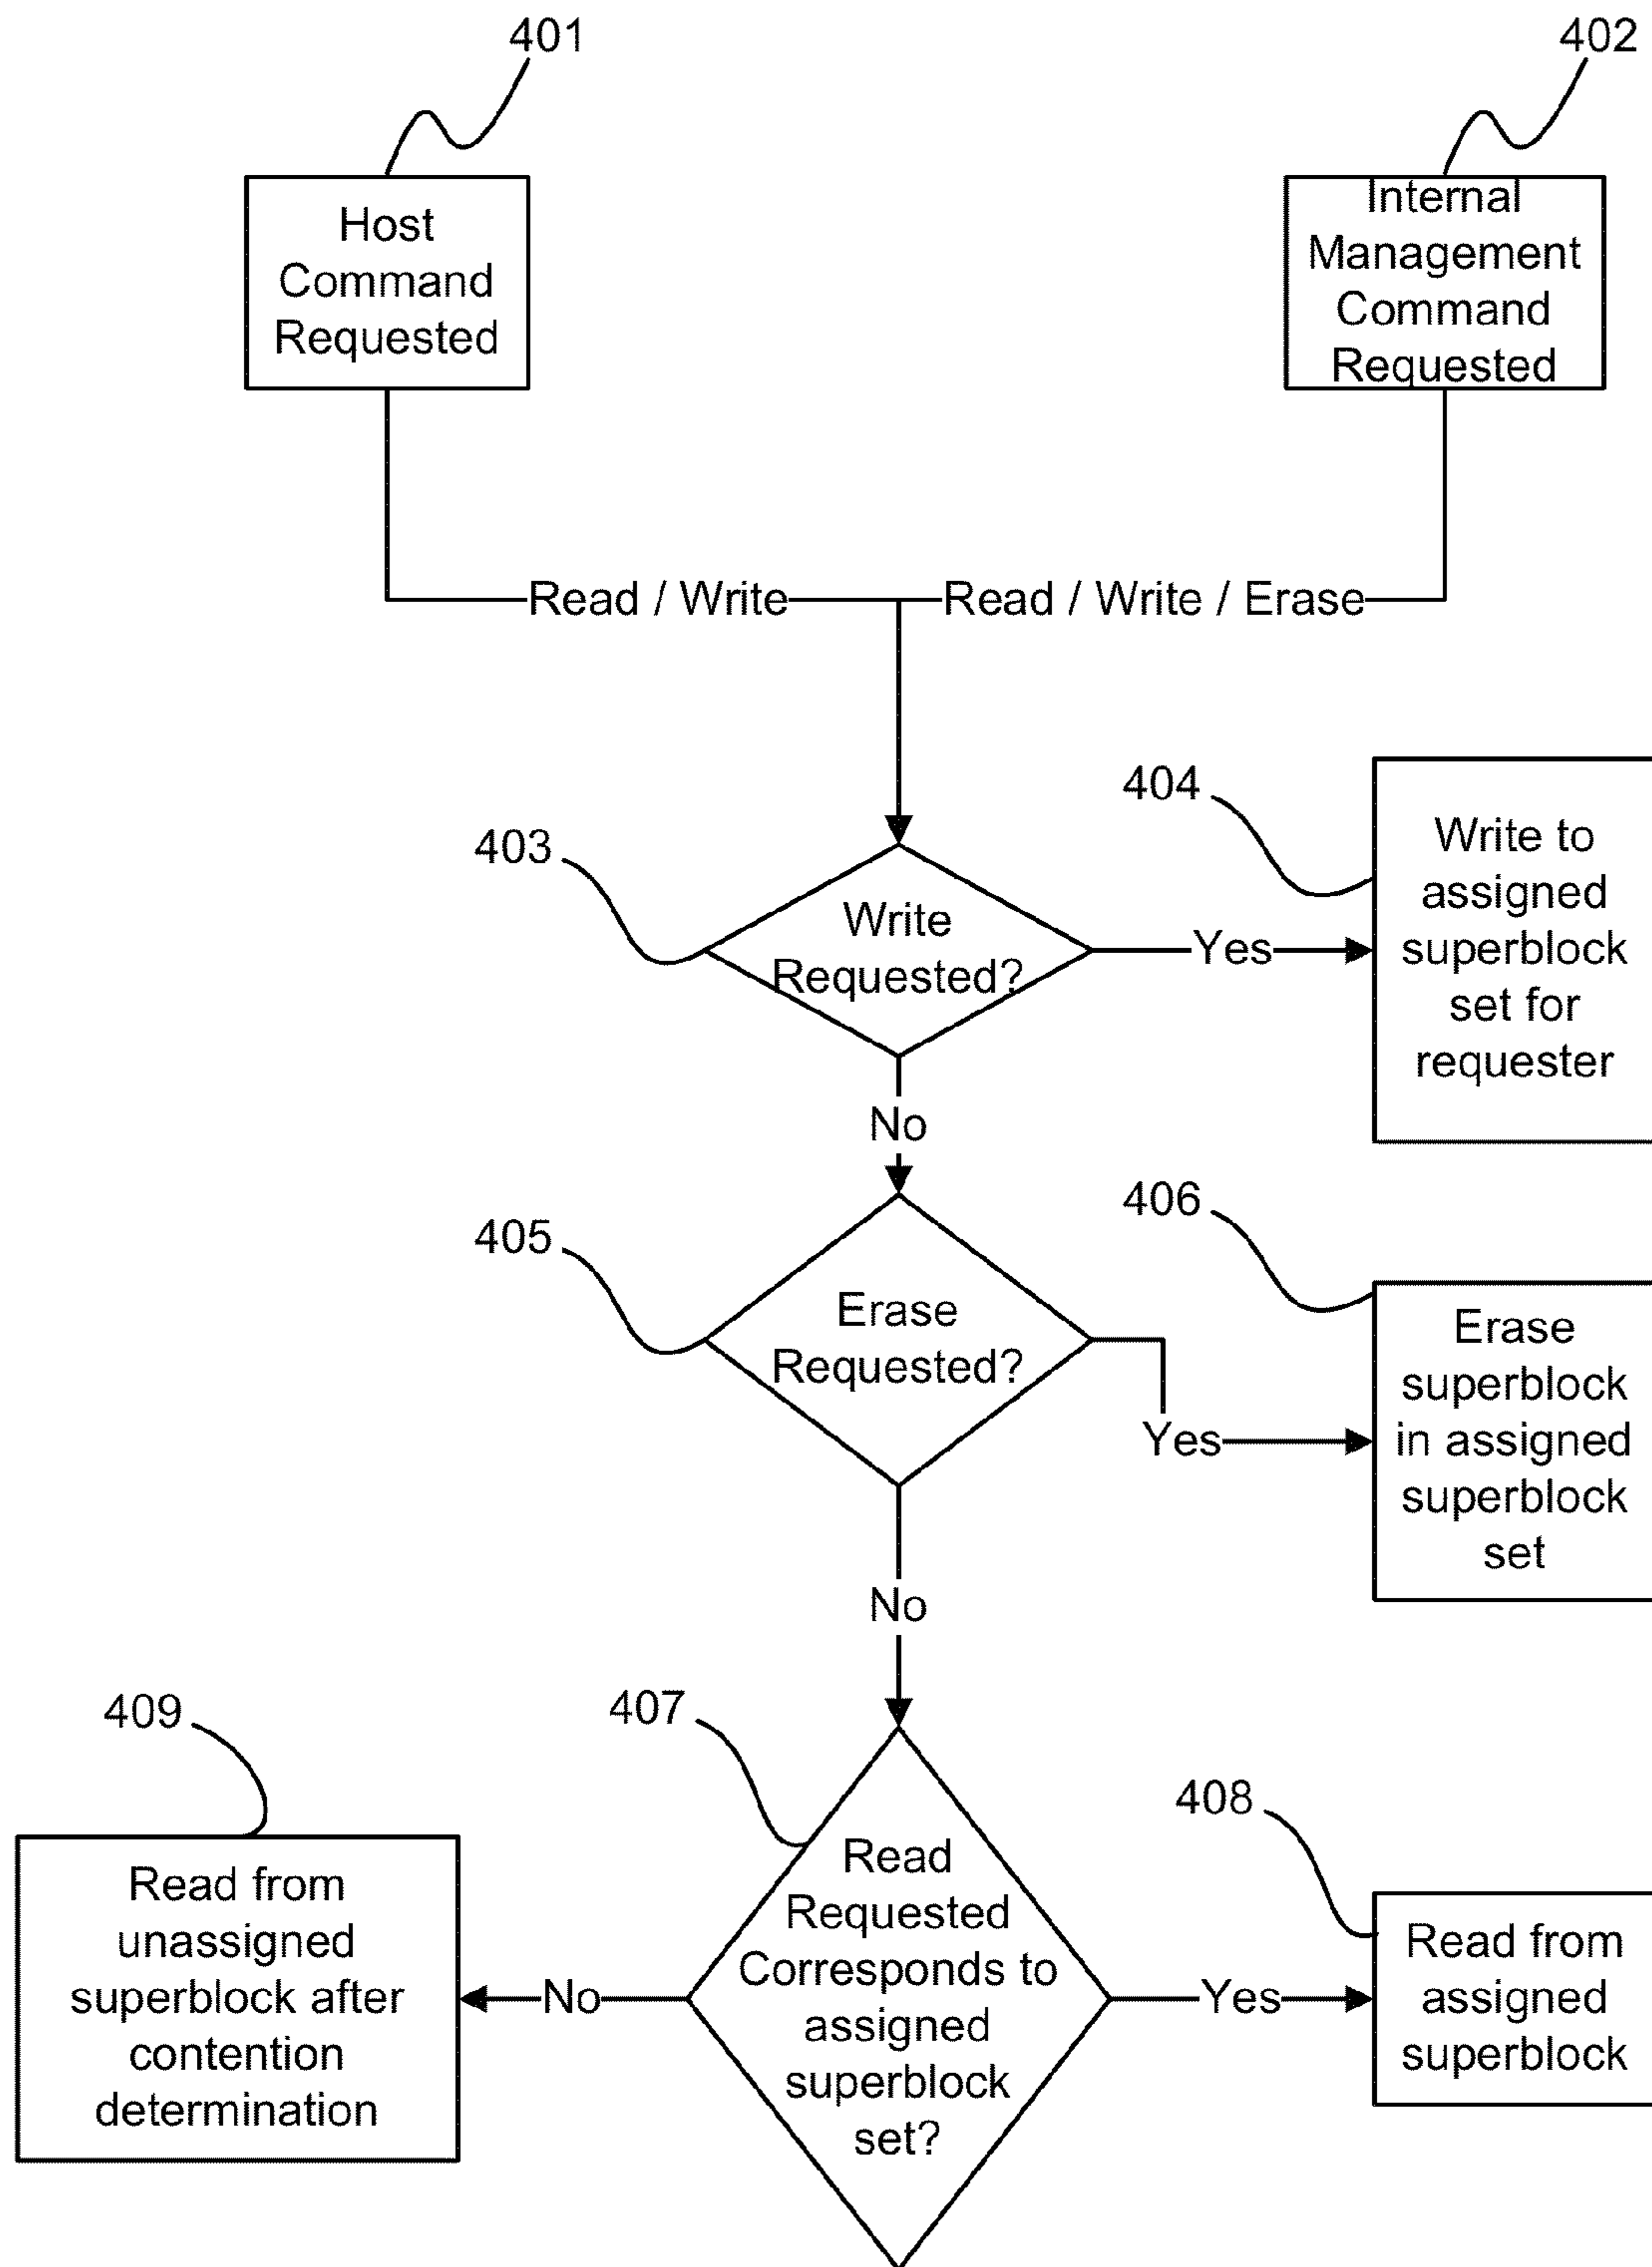 401
402
Host
Command
Requested
Internal
Management
Command
Requested
Read / Write
Read / Write / Erase
403
Write
Requested?
Yes
404
Write to
assigned
superblock
set for
requester
No
405
Erase
Requested?
Yes
406
Erase
superblock
in assigned
superblock
set
No
407
Read
Requested
Corresponds to
assigned
superblock
set?
409
Read from
unassigned
superblock after
contention
determination
No
Yes
408
Read from
assigned
superblock